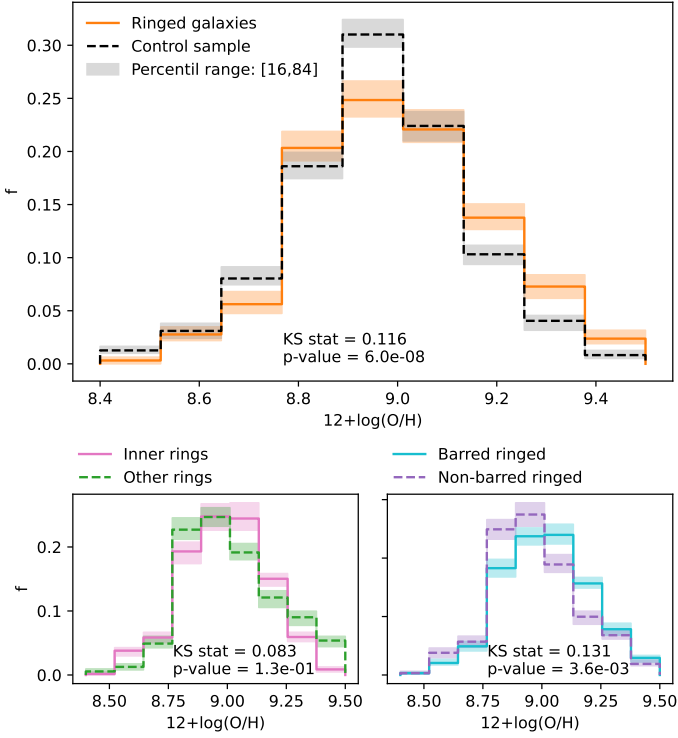 Ringed galaxies
Control sample
Percentil range: [16,84]
0.30
0.25
0.20
0.15
0.10
0.05
0.00
f
KS stat = 0.116
p-value = 6.0e-08
8.4 8.6 8.8 9.0 9.2 9.4
12+log(O/H)
Inner rings
Other rings
0.2
0.1
0.0
f
KS stat = 0.083
p-value = 1.3e-01
8.50 8.75 9.00 9.25 9.50
12+log(O/H)
Barred ringed
Non-barred ringed
KS stat = 0.131
p-value = 3.6e-03
8.50 8.75 9.00 9.25 9.50
12+log(O/H)